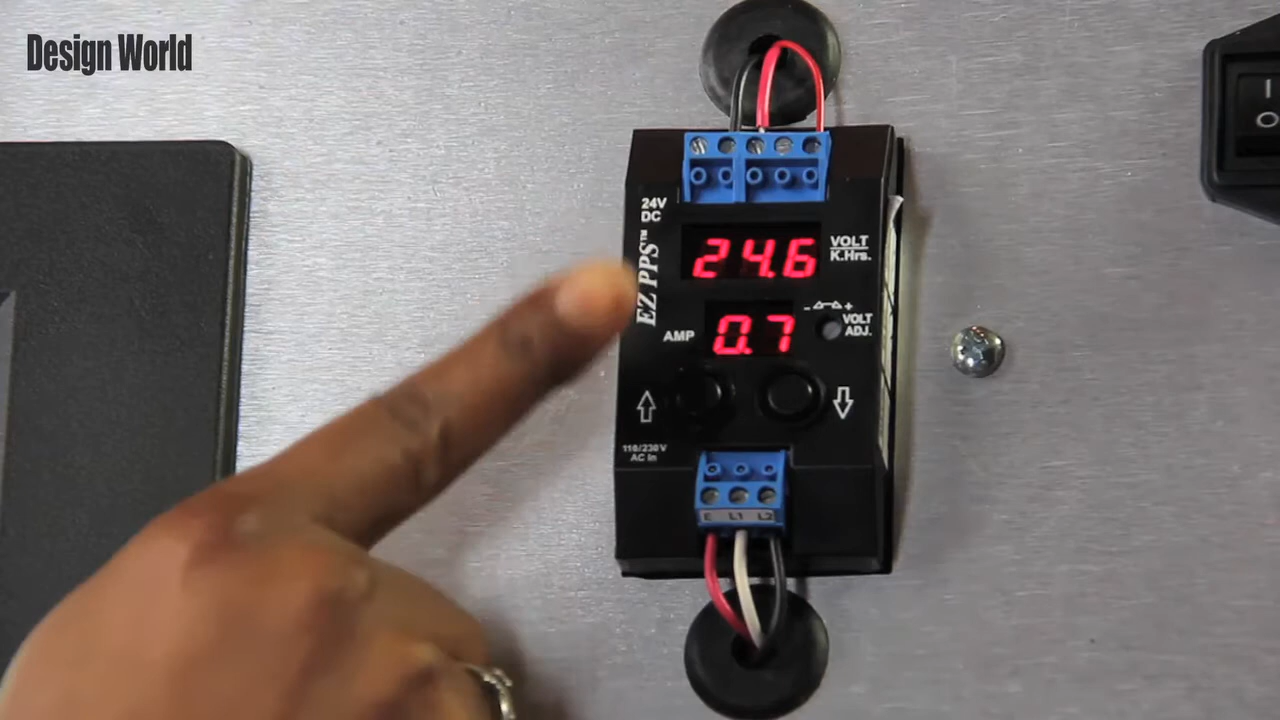 Design World
I
O
24V
DC
EZ PPS™
24.6
VOLT
K.Hrs.
- +
VOLT
ADJ.
AMP
0.7
110/230V
AC In
E L1 L2